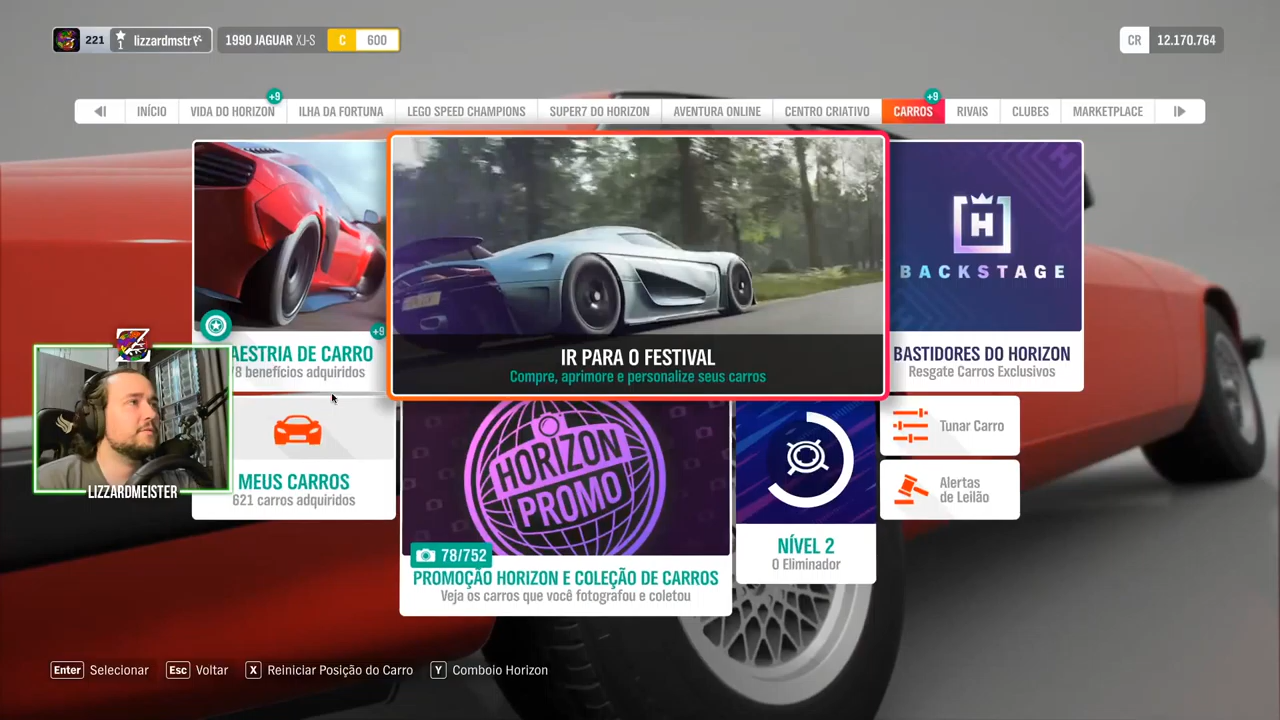 221
1
lizzardmstr
1990 JAGUAR XJ-S
C 600
CR 12.170.764
INÍCIO
VIDA DO HORIZON
+9
ILHA DA FORTUNA
LEGO SPEED CHAMPIONS
SUPER7 DO HORIZON
AVENTURA ONLINE
CENTRO CRIATIVO
CARROS
+9
RIVAIS
CLUBES
MARKETPLACE
+9
AESTRIA DE CARRO
78 benefícios adquiridos
IR PARA O FESTIVAL
Compre, aprimore e personalize seus carros
H
BACKSTAGE
BASTIDORES DO HORIZON
Resgate Carros Exclusivos
LIZZARDMEISTER
MEUS CARROS
621 carros adquiridos
HORIZON
PROMO
78/752
PROMOÇÃO HORIZON E COLEÇÃO DE CARROS
Veja os carros que você fotografou e coletou
NÍVEL 2
O Eliminador
Tunar Carro
Alertas
de Leilão
Enter Selecionar
Esc Voltar
X Reiniciar Posição do Carro
Y Comboio Horizon